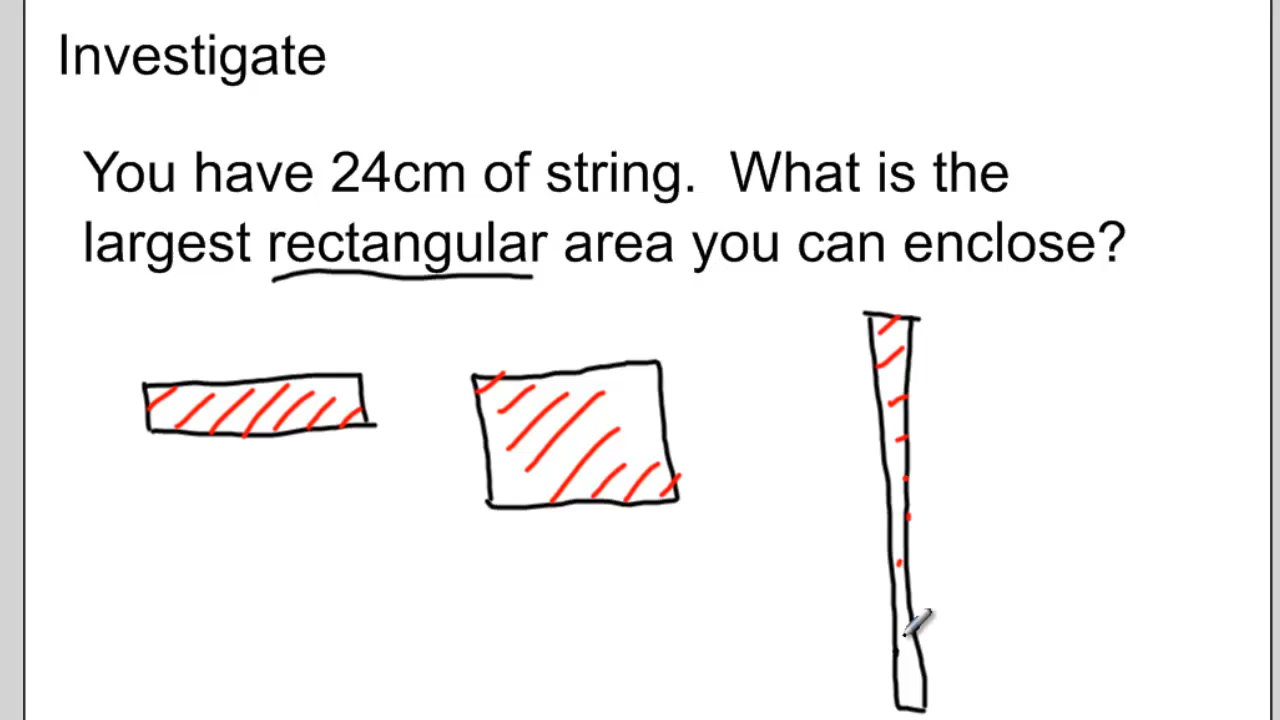 Investigate
You have 24cm of string. What is the
largest rectangular area you can enclose?